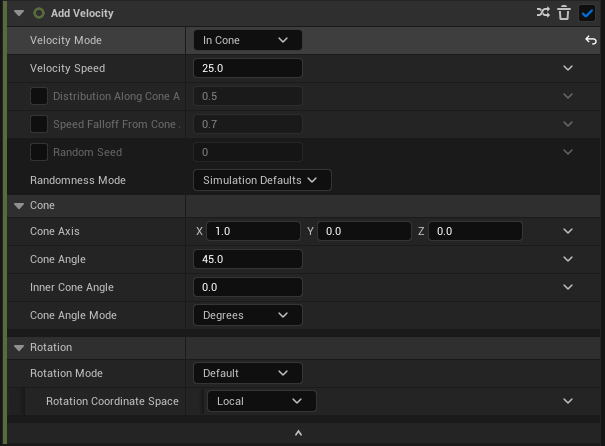 Add Velocity
Velocity Mode In Cone
Velocity Speed 25.0
Distribution Along Cone A 0.5
Speed Falloff From Cone . 0.7
Random Seed 0
Randomness Mode Simulation Defaults
Cone
Cone Axis X 1.0 Y 0.0 Z 0.0
Cone Angle 45.0
Inner Cone Angle 0.0
Cone Angle Mode Degrees
Rotation
Rotation Mode Default
Rotation Coordinate Space Local